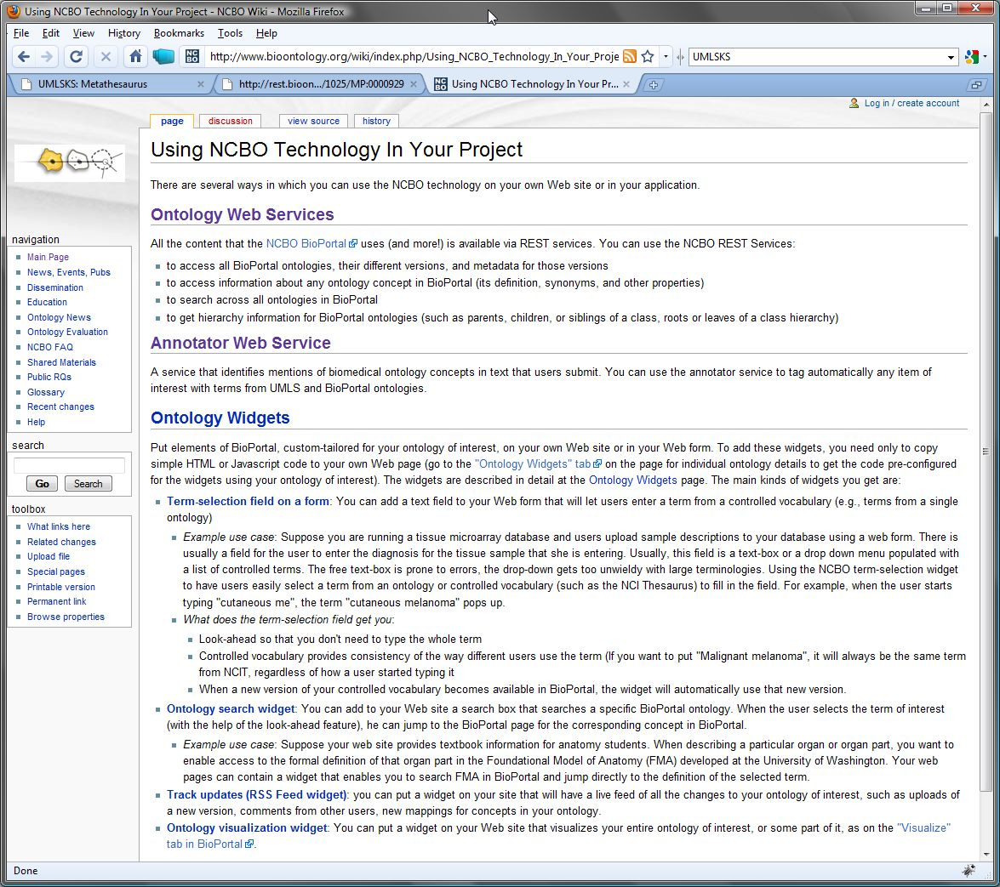 Using NCBO Technology In Your Project - NCBO Wiki - Mozilla Firefox
File Edit View History Bookmarks Tools Help
NC
BO
http://www.bioontology.org/wiki/index.php/Using_NCBO_Technology_In_Your_Proje
UMLSKS
UMLSKS: Metathesaurus
http://rest.bioon.../1025/MP:0000929
NC
BO
Using NCBO Technology In Your Pr...
Log in / create account
page
discussion
view source
history
Using NCBO Technology In Your Project
There are several ways in which you can use the NCBO technology on your own Web site or in your application.
Ontology Web Services
All the content that the NCBO BioPortal uses (and more!) is available via REST services. You can use the NCBO REST Services:
to access all BioPortal ontologies, their different versions, and metadata for those versions
to access information about any ontology concept in BioPortal (its definition, synonyms, and other properties)
to search across all ontologies in BioPortal
to get hierarchy information for BioPortal ontologies (such as parents, children, or siblings of a class, roots or leaves of a class hierarchy)
Annotator Web Service
A service that identifies mentions of biomedical ontology concepts in text that users submit. You can use the annotator service to tag automatically any item of
interest with terms from UMLS and BioPortal ontologies.
Ontology Widgets
Put elements of BioPortal, custom-tailored for your ontology of interest, on your own Web site or in your Web form. To add these widgets, you need only to copy
simple HTML or Javascript code to your own Web page (go to the "Ontology Widgets" tab on the page for individual ontology details to get the code pre-configured
for the widgets using your ontology of interest). The widgets are described in detail at the Ontology Widgets page. The main kinds of widgets you get are:
Term-selection field on a form: You can add a text field to your Web form that will let users enter a term from a controlled vocabulary (e.g., terms from a single
ontology)
Example use case: Suppose you are running a tissue microarray database and users upload sample descriptions to your database using a web form. There is
usually a field for the user to enter the diagnosis for the tissue sample that she is entering. Usually, this field is a text-box or a drop down menu populated with
a list of controlled terms. The free text-box is prone to errors, the drop-down gets too unwieldy with large terminologies. Using the NCBO term-selection widget
to have users easily select a term from an ontology or controlled vocabulary (such as the NCI Thesaurus) to fill in the field. For example, when the user starts
typing "cutaneous me", the term "cutaneous melanoma" pops up.
What does the term-selection field get you:
Look-ahead so that you don't need to type the whole term
Controlled vocabulary provides consistency of the way different users use the term (If you want to put "Malignant melanoma", it will always be the same term
from NCIT, regardless of how a user started typing it
When a new version of your controlled vocabulary becomes available in BioPortal, the widget will automatically use that new version.
Ontology search widget: You can add to your Web site a search box that searches a specific BioPortal ontology. When the user selects the term of interest
(with the help of the look-ahead feature), he can jump to the BioPortal page for the corresponding concept in BioPortal.
Example use case: Suppose your web site provides textbook information for anatomy students. When describing a particular organ or organ part, you want to
enable access to the formal definition of that organ part in the Foundational Model of Anatomy (FMA) developed at the University of Washington. Your web
pages can contain a widget that enables you to search FMA in BioPortal and jump directly to the definition of the selected term.
Track updates (RSS Feed widget): you can put a widget on your site that will have a live feed of all the changes to your ontology of interest, such as uploads of
a new version, comments from other users, new mappings for concepts in your ontology.
Ontology visualization widget: You can put a widget on your Web site that visualizes your entire ontology of interest, or some part of it, as on the "Visualize"
tab in BioPortal.
navigation
Main Page
News, Events, Pubs
Dissemination
Education
Ontology News
Ontology Evaluation
NCBO FAQ
Shared Materials
Public RQs
Glossary
Recent changes
Help
search
Go
Search
toolbox
What links here
Related changes
Upload file
Special pages
Printable version
Permanent link
Browse properties
Done